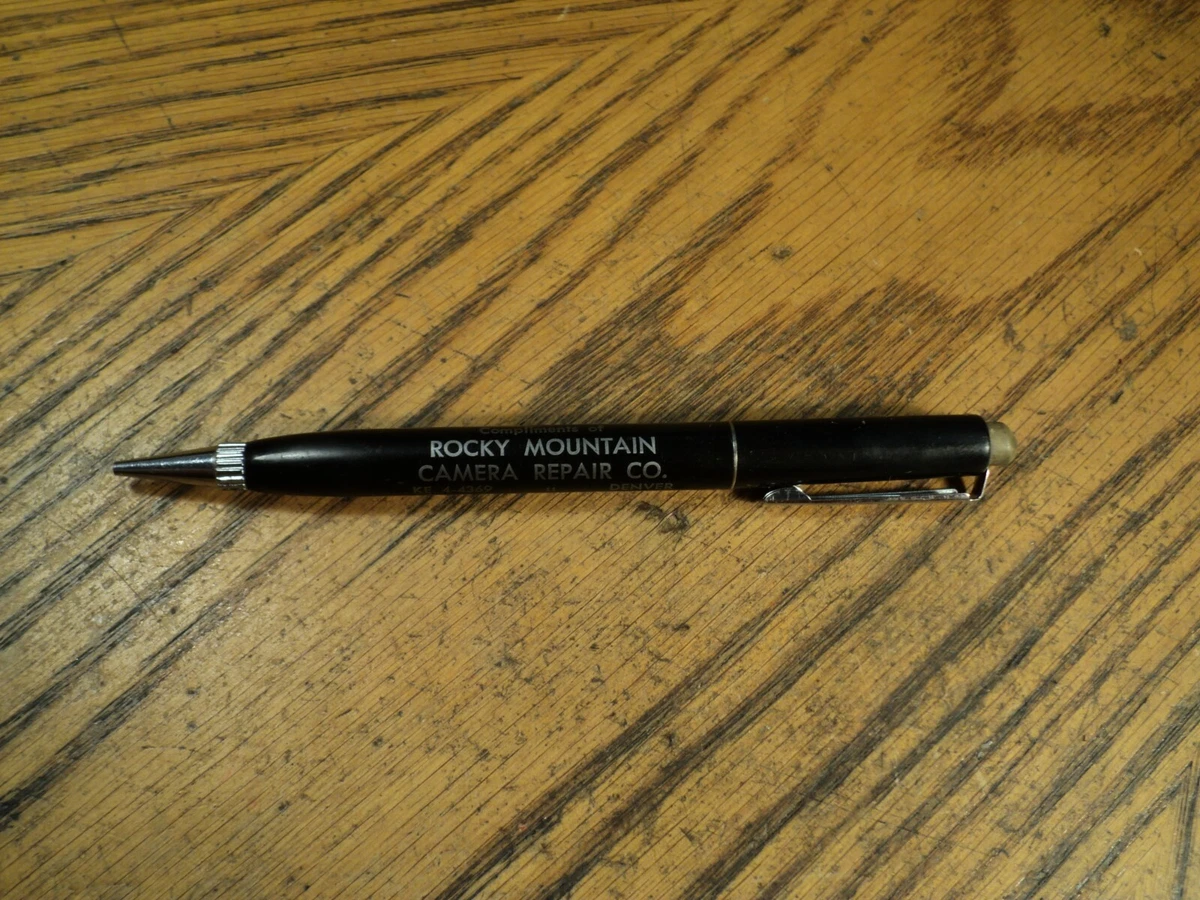 Compliments of
ROCKY MOUNTAIN
CAMERA REPAIR CO.
DENVER